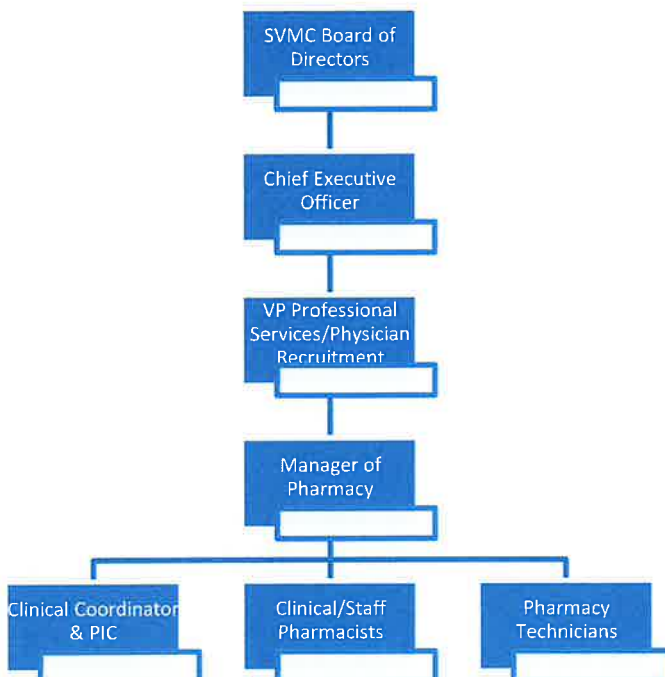 SVMC Board of
Directors
Chief Executive
Officer
VP Professional
Services/Physician
Recruitment
Manager of
Pharmacy
Clinical Coordinator
& PIC
Clinical/Staff
Pharmacists
Pharmacy
Technicians